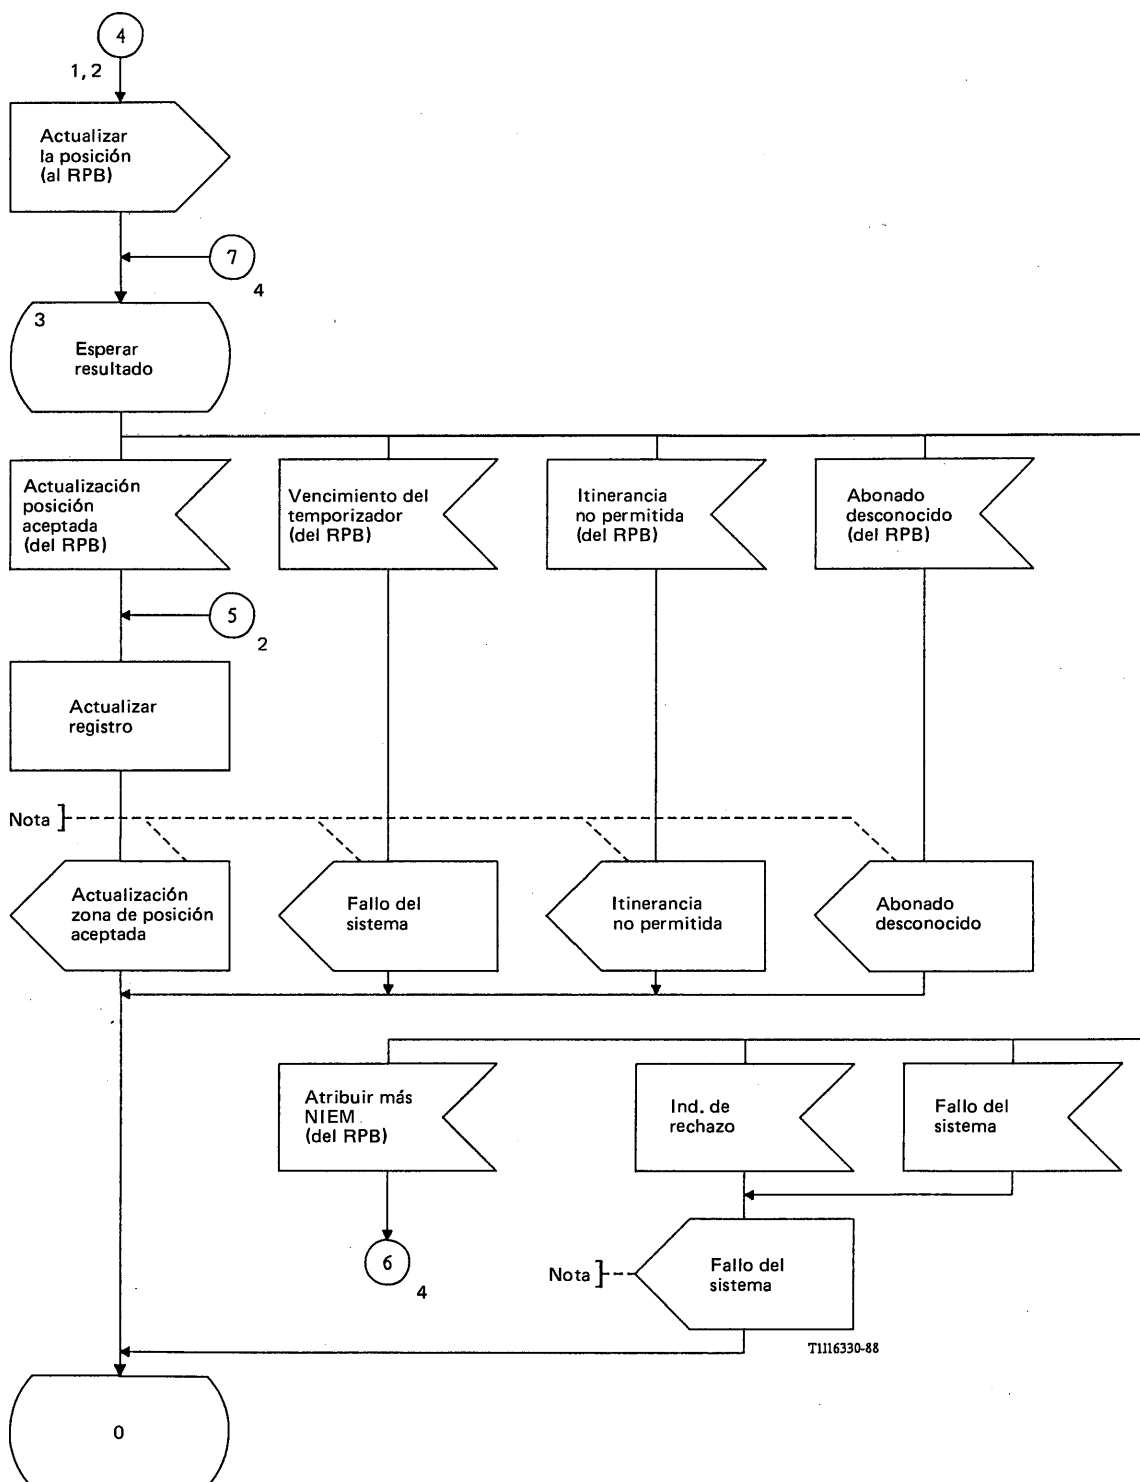 4
1, 2
Actualizar
la posición
(al RPB)
7
4
3
Esperar
resultado
Actualización
posición
aceptada
(del RPB)
Vencimiento del
temporizador
(del RPB)
Itinerancia
no permitida
(del RPB)
Abonado
desconocido
(del RPB)
5
2
Actualizar
registro
Nota
Actualización
zona de posición
aceptada
Fallo del
sistema
Itinerancia
no permitida
Abonado
desconocido
Atribuir más
NIEM
(del RPB)
Ind. de
rechazo
Fallo del
sistema
6
4
Nota
Fallo del
sistema
T1116330-88
0